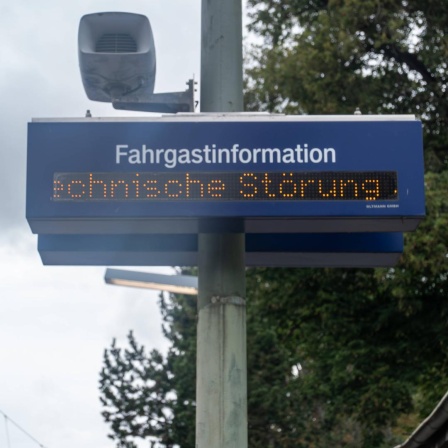 Fahrgastinformation
echnische Störung.